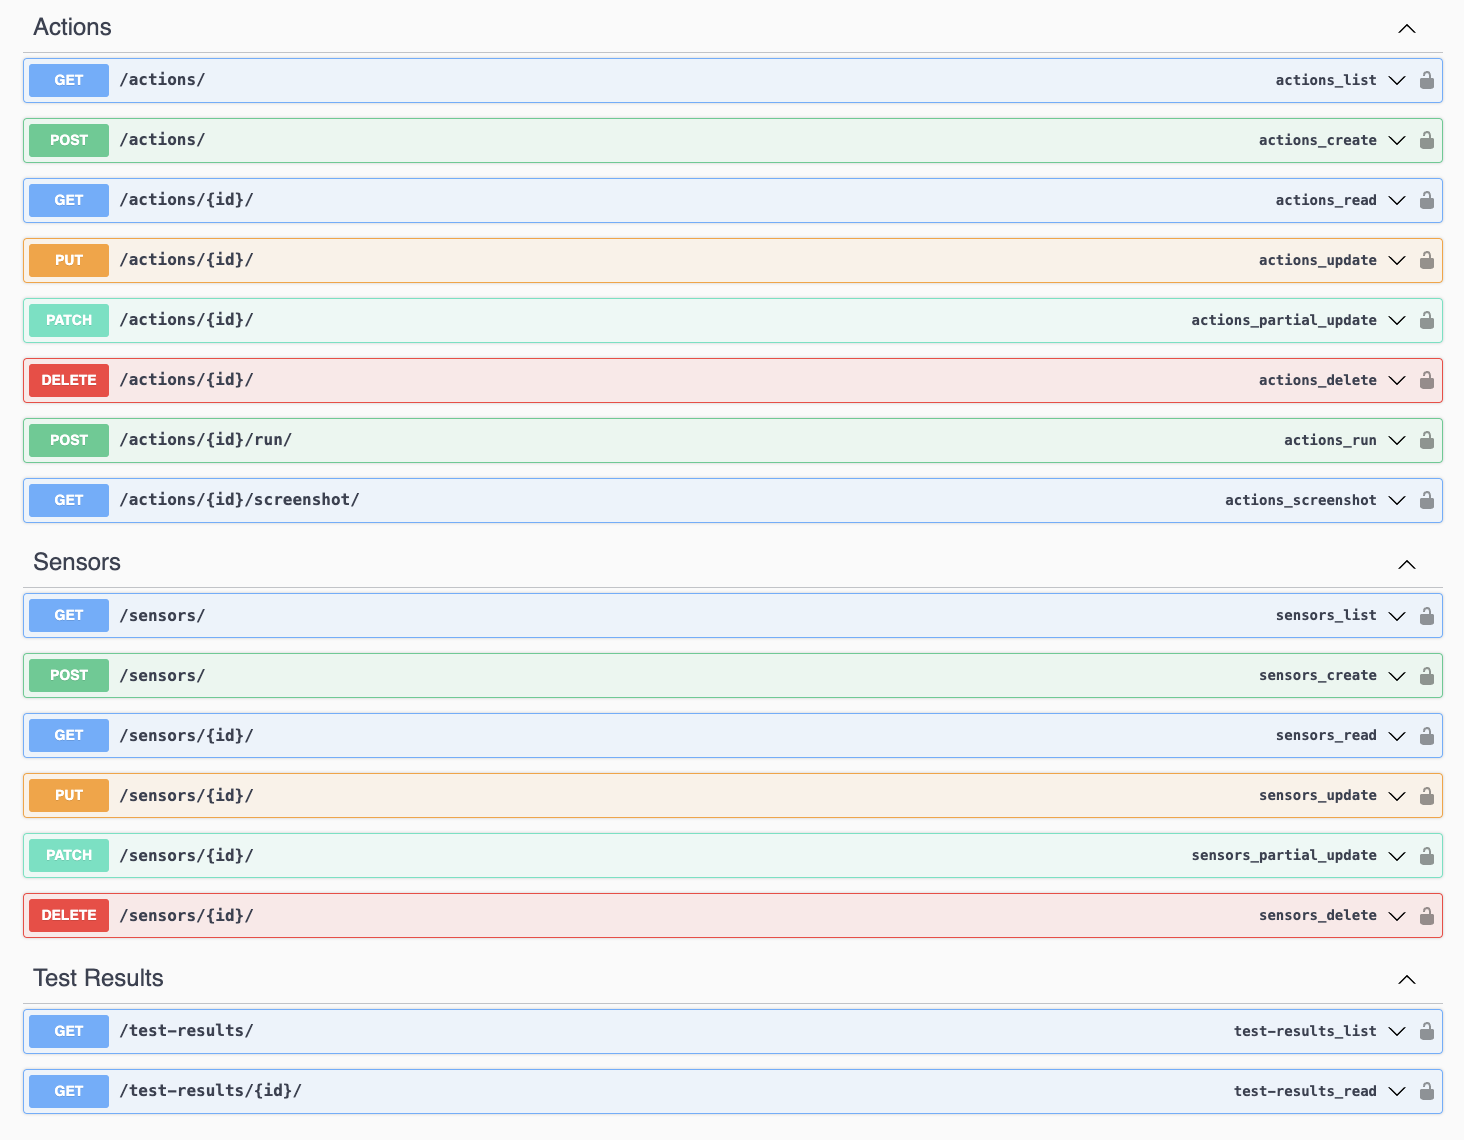 Actions
GET /actions/ actions_list
POST /actions/ actions_create
GET /actions/{id}/ actions_read
PUT /actions/{id}/ actions_update
PATCH /actions/{id}/ actions_partial_update
DELETE /actions/{id}/ actions_delete
POST /actions/{id}/run/ actions_run
GET /actions/{id}/screenshot/ actions_screenshot
Sensors
GET /sensors/ sensors_list
POST /sensors/ sensors_create
GET /sensors/{id}/ sensors_read
PUT /sensors/{id}/ sensors_update
PATCH /sensors/{id}/ sensors_partial_update
DELETE /sensors/{id}/ sensors_delete
Test Results
GET /test-results/ test-results_list
GET /test-results/{id}/ test-results_read